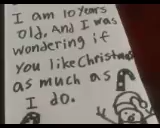 I am 10 years
old. And I was
wondering if
you like Christmas
as much as
I do.